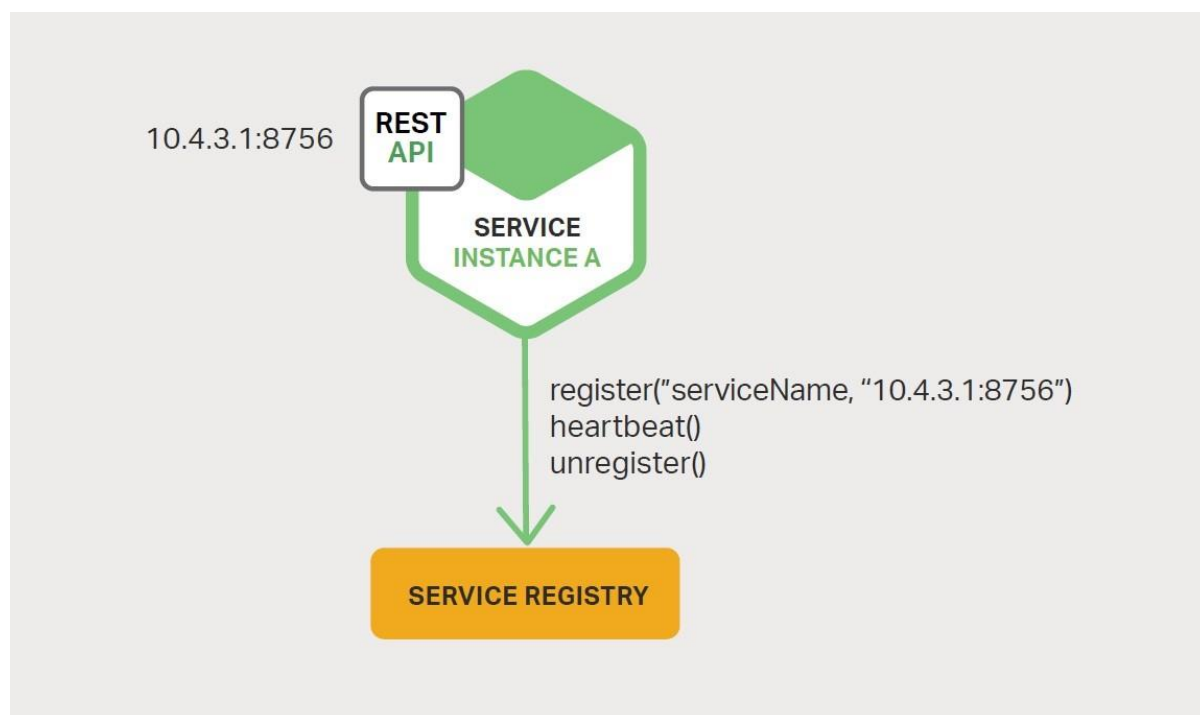 10.4.3.1:8756
REST
API
SERVICE
INSTANCE A
register("serviceName, “10.4.3.1:8756”)
heartbeat()
unregister()
SERVICE REGISTRY